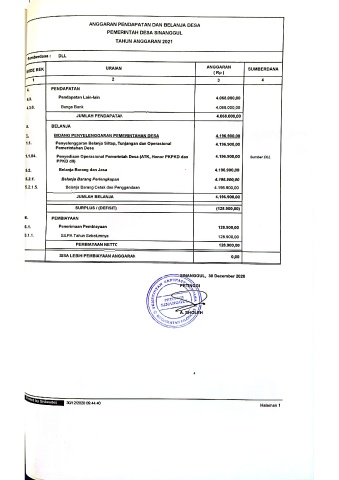 ANGGARAN PENDAPATAN DAN BELANJA DESA
PEMERINTAH DESA SINANGGUL
TAHUN ANGGARAN 2021
Sumberdana : DLL
KODE REK URAIAN ANGGARAN ( Rp ) SUMBERDANA
1 2 3 4
4. PENDAPATAN
4.3. Pendapatan Lain-lain 4.068.000,00
4.3.6. Bunga Bank 4.068.000,00
JUMLAH PENDAPATAN 4.068.000,00
BELANJA
BIDANG PENYELENGGARAN PEMERINTAHAN DESA 4.196.900,00
1.1. Penyelenggaran Belanja Siltap, Tunjangan dan Operasional Pemerintahan Desa 4.196.900,00
1.1.04. Penyediaan Operasional Pemerintah Desa (ATK, Honor PKPKD dan PPKD dll) 4.196.900,00 Sumber DLL
5.2. Belanja Barang dan Jasa 4.196.900,00
5.2.1. Belanja Barang Perlengkapan 4.196.900,00
5.2.1.5. Belanja Barang Cetak dan Penggandaan 4.196.900,00
JUMLAH BELANJA 4.196.900,00
SURPLUS / (DEFISIT) (128.900,00)
6. PEMBIAYAAN
6.1. Penerimaan Pembiayaan 128.900,00
6.1.1. SILPA Tahun Sebelumnya 128.900,00
PEMBIAYAAN NETTO 128.900,00
SISA LEBIH PEMBIAYAAN ANGGARAN 0,00
SINANGGUL, 30 December 2020
PETINGGI
A. SHOLEH
30/12/2020 09:44:40 Halaman 1